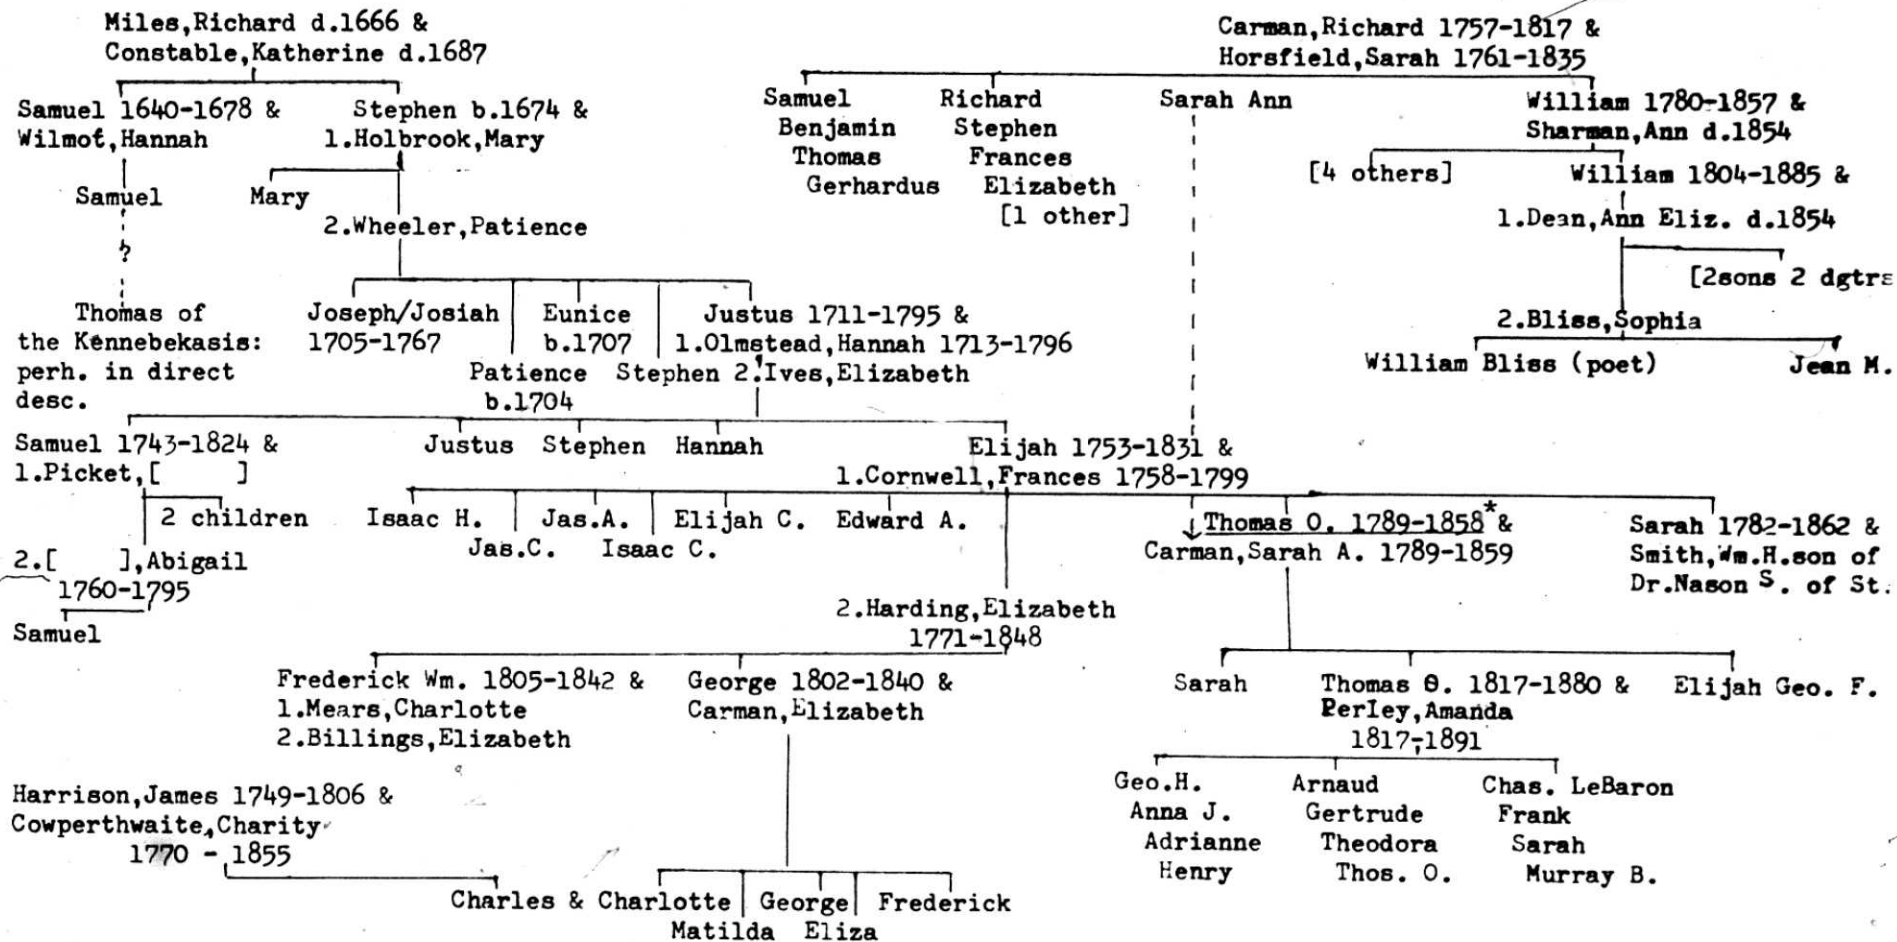 Miles,Richard d.1666 &
Constable,Katherine d.1687
Carman,Richard 1757-1817 &
Horsfield,Sarah 1761-1835
Samuel 1640-1678 &
Wilmot,Hannah
Stephen b.1674 &
1.Holbrook,Mary
Samuel
Benjamin
Thomas
Gerhardus
Richard
Stephen
Frances
Elizabeth
[1 other]
Sarah Ann
William 1780-1857 &
Sharman,Ann d.1854
Samuel
?
Mary
2.Wheeler,Patience
[4 others]
William 1804-1885 &
1.Dean,Ann Eliz. d.1854
[2sons 2 dgtrs
2.Bliss,Sophia
William Bliss (poet)
Jean M.
Thomas of
the Kennebekasis:
perh. in direct
desc.
Joseph/Josiah
1705-1767
Patience
b.1704
Eunice
b.1707
Stephen
Justus 1711-1795 &
1.Olmstead,Hannah 1713-1796
2.Ives,Elizabeth
Samuel 1743-1824 &
1.Picket,[ ]
Justus
Stephen
Hannah
Elijah 1753-1831 &
1.Cornwell,Frances 1758-1799
2 children
2.[ ],Abigail
1760-1795
Samuel
Isaac H.
Jas.C.
Jas.A.
Isaac C.
Elijah C.
Edward A.
Thomas O. 1789-1858* &
Carman,Sarah A. 1789-1859
Sarah 1782-1862 &
Smith,Wm.H.son of
Dr.Nason S. of St.
2.Harding,Elizabeth
1771-1848
Frederick Wm. 1805-1842 &
1.Mears,Charlotte
2.Billings,Elizabeth
George 1802-1840 &
Carman,Elizabeth
Sarah
Thomas O. 1817-1880 &
Perley,Amanda
1817-1891
Elijah Geo. F.
Geo.H.
Anna J.
Adrianne
Henry
Arnaud
Gertrude
Theodora
Thos. O.
Chas. LeBaron
Frank
Sarah
Murray B.
Harrison,James 1749-1806 &
Cowperthwaite,Charity
1770 - 1855
Charles & Charlotte
Matilda
George
Eliza
Frederick